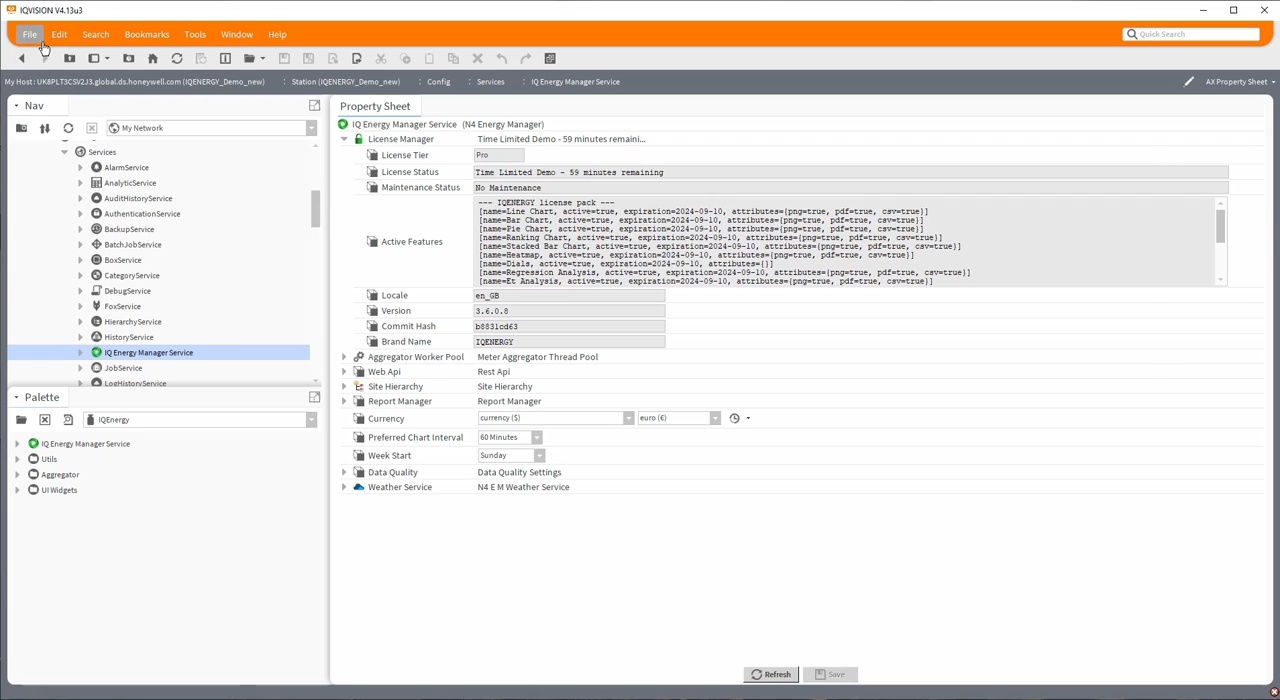 IQVISION V4.13u3
File Edit Search Bookmarks Tools Window Help
Quick Search
My Host : UK8PLT3CSV2J3.global.ds.honeywell.com (IQENERGY_Demo_new) : Station (IQENERGY_Demo_new) : Config : Services : IQ Energy Manager Service
AX Property Sheet
Nav
My Network
Services
AlarmService
AnalyticService
AuditHistoryService
AuthenticationService
BackupService
BatchJobService
BoxService
CategoryService
DebugService
FoxService
HierarchyService
HistoryService
IQ Energy Manager Service
JobService
LogHistoryService
Palette
IQEnergy
IQ Energy Manager Service
Utils
Aggregator
UI Widgets
Property Sheet
IQ Energy Manager Service (N4 Energy Manager)
License Manager Time Limited Demo - 59 minutes remaini...
License Tier Pro
License Status Time Limited Demo - 59 minutes remaining
Maintenance Status No Maintenance
Active Features
--- IQENERGY license pack ---
[name=Line Chart, active=true, expiration=2024-09-10, attributes={png=true, pdf=true, csv=true}]
[name=Bar Chart, active=true, expiration=2024-09-10, attributes={png=true, pdf=true, csv=true}]
[name=Pie Chart, active=true, expiration=2024-09-10, attributes={png=true, pdf=true, csv=true}]
[name=Ranking Chart, active=true, expiration=2024-09-10, attributes={png=true, pdf=true, csv=true}]
[name=Stacked Bar Chart, active=true, expiration=2024-09-10, attributes={png=true, pdf=true, csv=true}]
[name=Heatmap, active=true, expiration=2024-09-10, attributes={png=true, pdf=true, csv=true}]
[name=Dials, active=true, expiration=2024-09-10, attributes={}]
[name=Regression Analysis, active=true, expiration=2024-09-10, attributes={png=true, pdf=true, csv=true}]
[name=Et Analysis, active=true, expiration=2024-09-10, attributes={png=true, pdf=true, csv=true}]
Locale en_GB
Version 3.6.0.8
Commit Hash b8831cd63
Brand Name IQENERGY
Aggregator Worker Pool Meter Aggregator Thread Pool
Web Api Rest Api
Site Hierarchy Site Hierarchy
Report Manager Report Manager
Currency currency ($) euro (€)
Preferred Chart Interval 60 Minutes
Week Start Sunday
Data Quality Data Quality Settings
Weather Service N4 E M Weather Service
Refresh Save